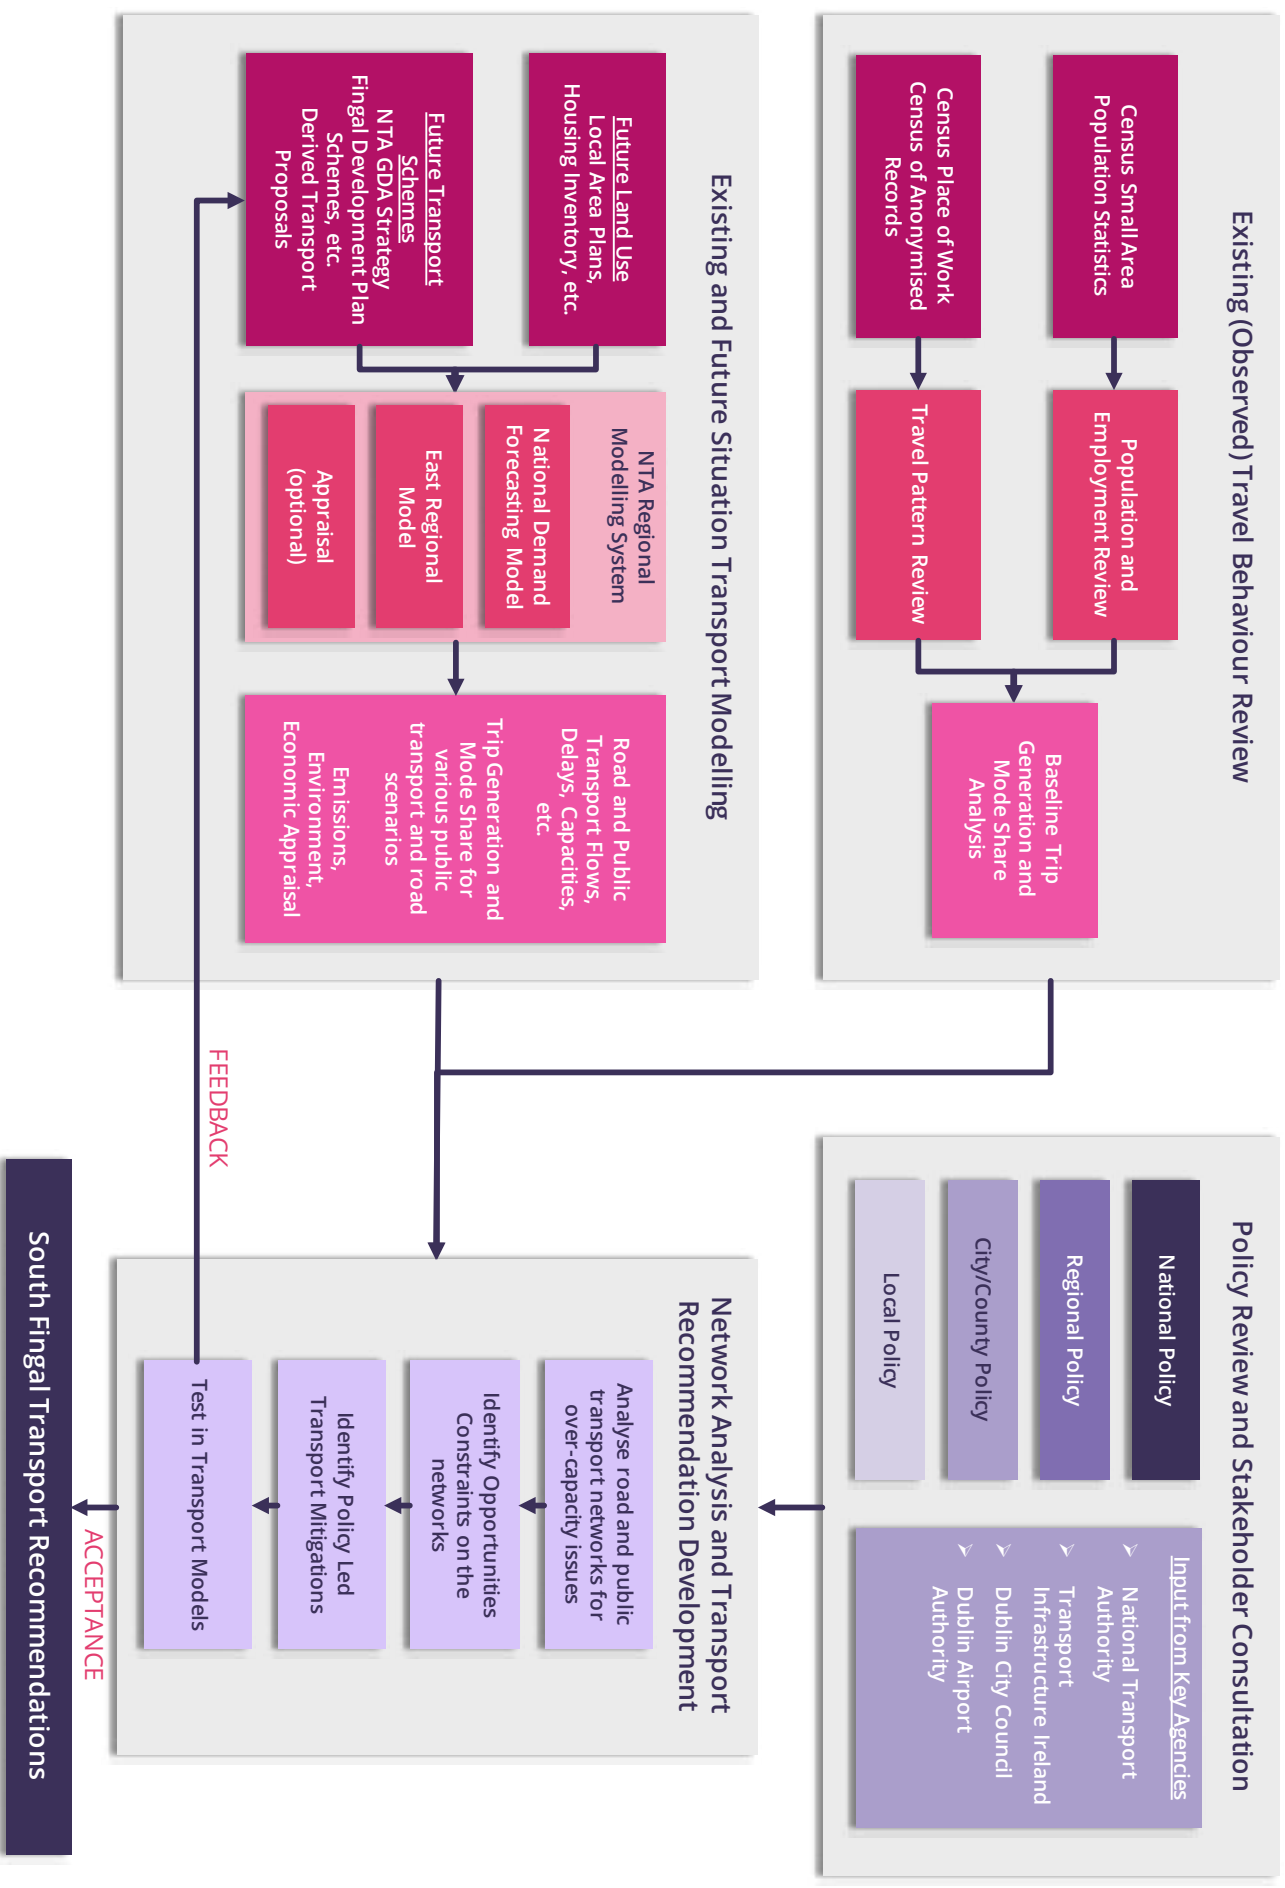 Existing (Observed) Travel Behaviour Review
Census Small Area
Population Statistics
Population and
Employment Review
Census Place of Work
Census of Anonymised
Records
Travel Pattern Review
Baseline Trip
Generation and
Mode Share
Analysis
Policy Review and Stakeholder Consultation
National Policy
Regional Policy
City/County Policy
Local Policy
Input from Key Agencies
National Transport
Authority
Transport
Infrastructure Ireland
Dublin City Council
Dublin Airport
Authority
Existing and Future Situation Transport Modelling
Future Land Use
Local Area Plans,
Housing Inventory, etc.
Future Transport
Schemes
NTA GDA Strategy
Fingal Development Plan
Schemes, etc.
Derived Transport
Proposals
NTA Regional
Modelling System
National Demand
Forecasting Model
East Regional
Model
Appraisal
(optional)
Road and Public
Transport Flows,
Delays, Capacities,
etc.
Trip Generation and
Mode Share for
various public
transport and road
scenarios
Emissions,
Environment,
Economic Appraisal
Network Analysis and Transport
Recommendation Development
Analyse road and public
transport networks for
over-capacity issues
Identify Opportunities
Constraints on the
networks
Identify Policy Led
Transport Mitigations
Test in Transport Models
FEEDBACK
ACCEPTANCE
South Fingal Transport Recommendations